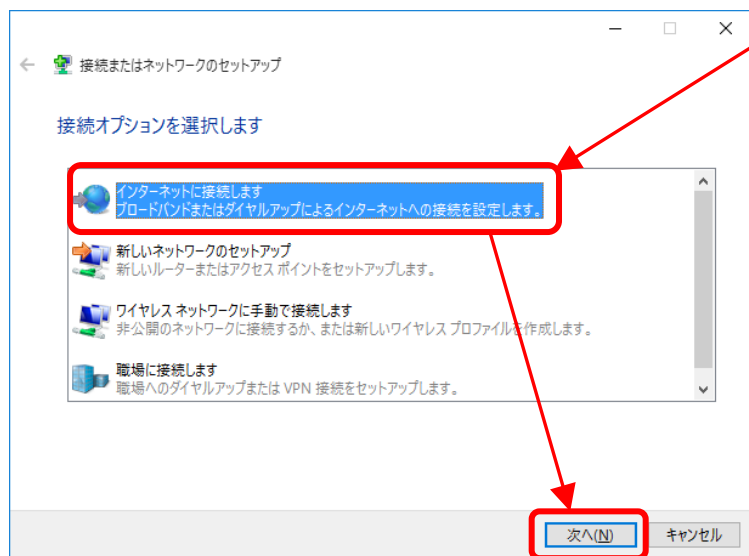 接続またはネットワークのセットアップ
接続オプションを選択します
インターネットに接続します
ブロードバンドまたはダイヤルアップによるインターネットへの接続を設定します。
新しいネットワークのセットアップ
新しいルーターまたはアクセス ポイントをセットアップします。
ワイヤレス ネットワークに手動で接続します
非公開のネットワークに接続するか、または新しいワイヤレス プロファイルを作成します。
職場に接続します
職場へのダイヤルアップまたは VPN 接続をセットアップします。
次へ(N) キャンセル